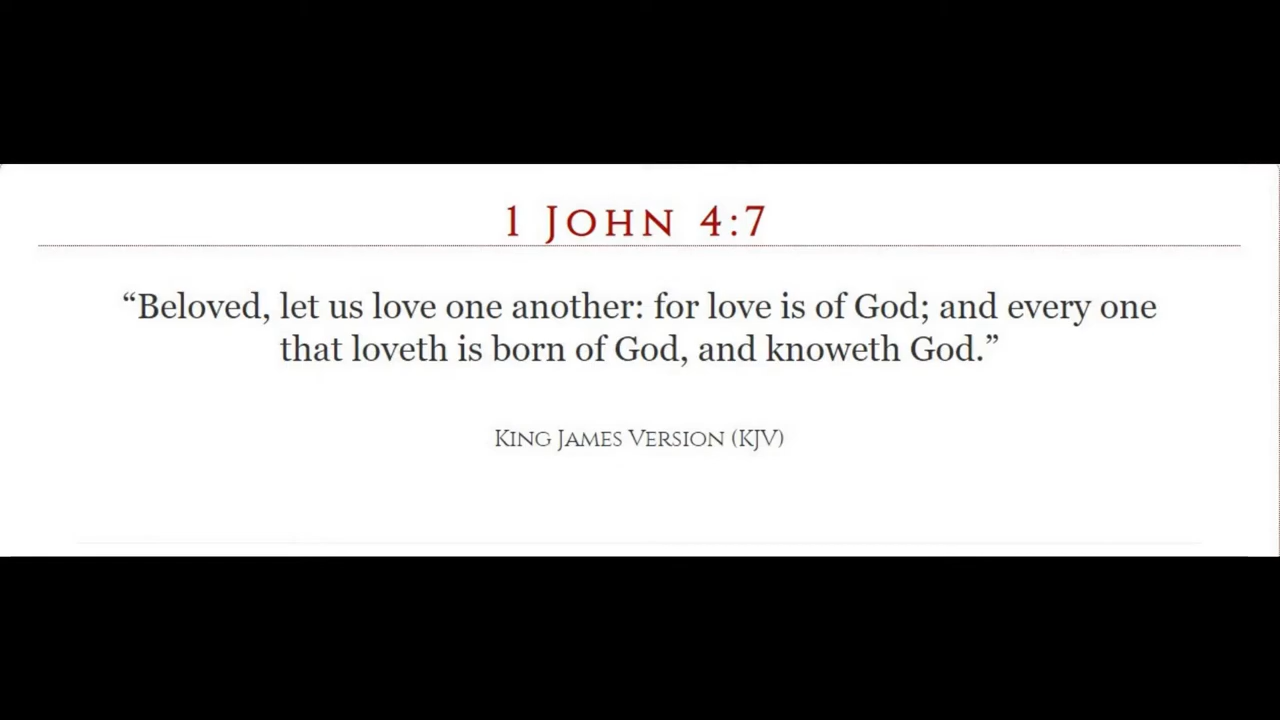 1 John 4:7
“Beloved, let us love one another: for love is of God; and every one
that loveth is born of God, and knoweth God.”
King James Version (KJV)